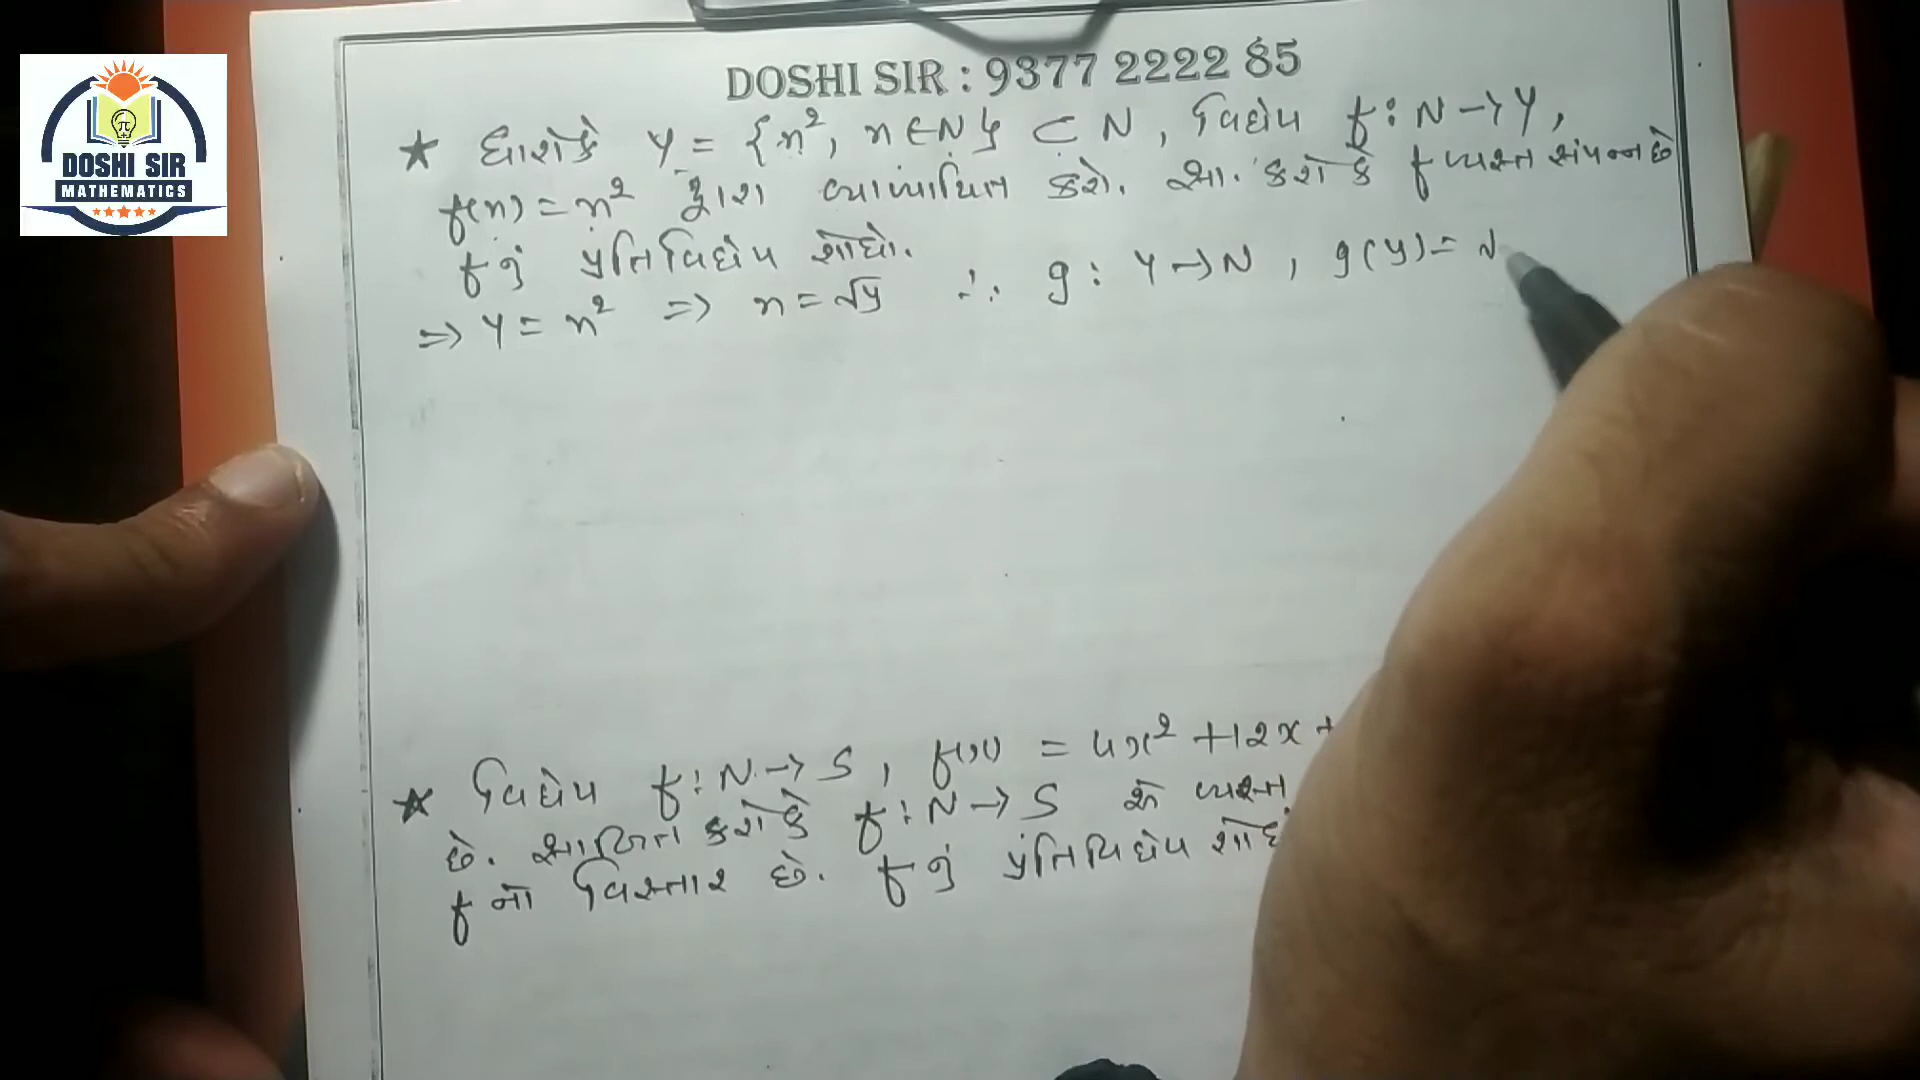 DOSHI SIR
MATHEMATICS
DOSHI SIR : 9377 2222 85
★ ધારોકે Y = {n², n∈N} ⊂ N, વિધેય f : N → Y,
f(n) = n² દ્વારા વ્યાખ્યાયિત કરો. સા. કરો કે f વ્યસ્ત સંપન્ન છે
f નું પ્રતિવિધેય શોધો.
⇒ Y = n² ⇒ n = √y ∴ g : Y → N , g(y) = √
★ વિધેય f : N → S , f(x) = 4x² + 12x +
છે. સાબિત કરોકે f : N → S એ વ્યસ્ત
f નો વિસ્તાર છે. f નું પ્રતિવિધેય